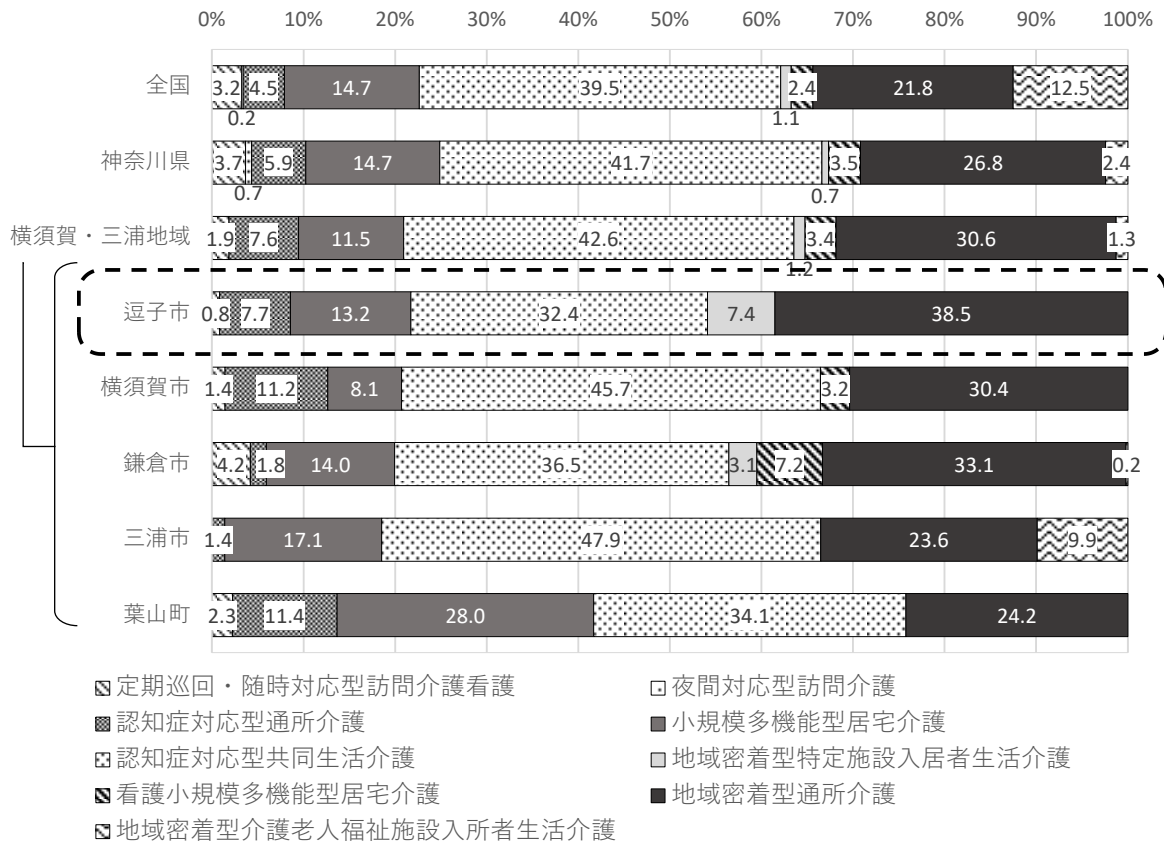 0% 10% 20% 30% 40% 50% 60% 70% 80% 90% 100%
全国 3.2 4.5 14.7 39.5 2.4 21.8 12.5
0.2 1.1
神奈川県 3.7 5.9 14.7 41.7 3.5 26.8 2.4
0.7 0.7
横須賀・三浦地域 1.9 7.6 11.5 42.6 3.4 30.6 1.3
1.2
逗子市 0.8 7.7 13.2 32.4 7.4 38.5
横須賀市 1.4 11.2 8.1 45.7 3.2 30.4
鎌倉市 4.2 1.8 14.0 36.5 3.1 7.2 33.1 0.2
三浦市 1.4 17.1 47.9 23.6 9.9
葉山町 2.3 11.4 28.0 34.1 24.2
定期巡回・随時対応型訪問介護看護 夜間対応型訪問介護
認知症対応型通所介護 小規模多機能型居宅介護
認知症対応型共同生活介護 地域密着型特定施設入居者生活介護
看護小規模多機能型居宅介護 地域密着型通所介護
地域密着型介護老人福祉施設入所者生活介護